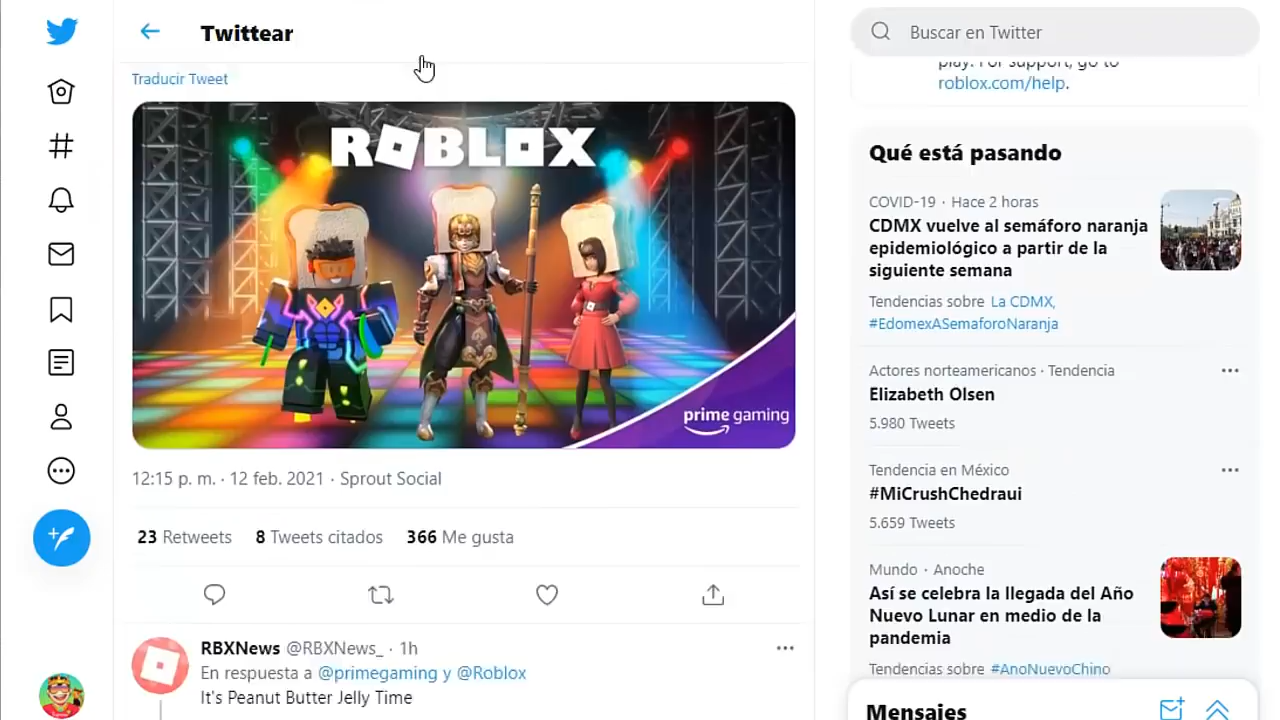 Twittear
Traducir Tweet
ROBLOX
prime gaming
12:15 p. m. · 12 feb. 2021 · Sprout Social
23 Retweets 8 Tweets citados 366 Me gusta
RBXNews @RBXNews_ · 1h
En respuesta a @primegaming y @Roblox
It's Peanut Butter Jelly Time
Buscar en Twitter
play. For support, go to
roblox.com/help.
Qué está pasando
COVID-19 · Hace 2 horas
CDMX vuelve al semáforo naranja
epidemiológico a partir de la
siguiente semana
Tendencias sobre La CDMX,
#EdomexASemaforoNaranja
Actores norteamericanos · Tendencia
Elizabeth Olsen
5.980 Tweets
Tendencia en México
#MiCrushChedraui
5.659 Tweets
Mundo · Anoche
Así se celebra la llegada del Año
Nuevo Lunar en medio de la
pandemia
Tendencias sobre #AnoNuevoChino
Mensajes